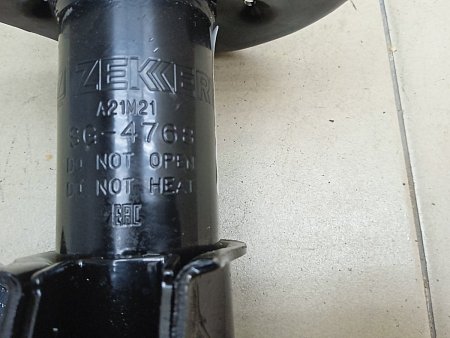 ZEKKERT
A21M21
SG-4768
DO NOT OPEN
DO NOT HEAT
EAC